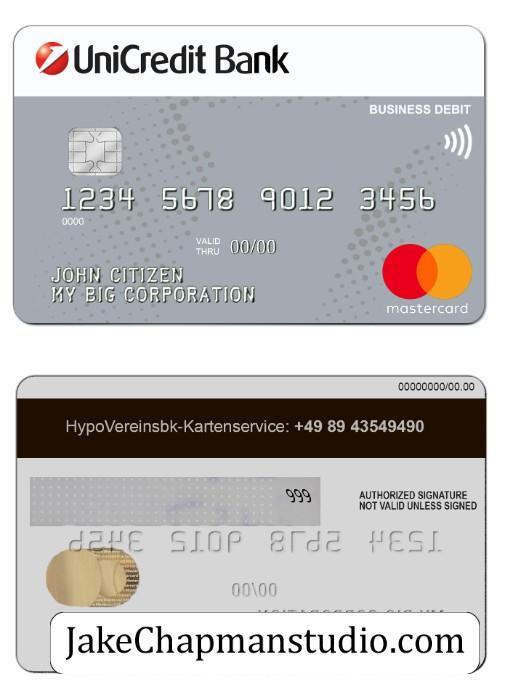 UniCredit Bank
BUSINESS DEBIT
1234 5678 9012 3456
0000
VALID THRU 00/00
JOHN CITIZEN
MY BIG CORPORATION
mastercard
00000000/00.00
HypoVereinsbk-Kartenservice: +49 89 43549490
999
AUTHORIZED SIGNATURE
NOT VALID UNLESS SIGNED
1234 5678 9012 3456
00/00
JakeChapmanstudio.com